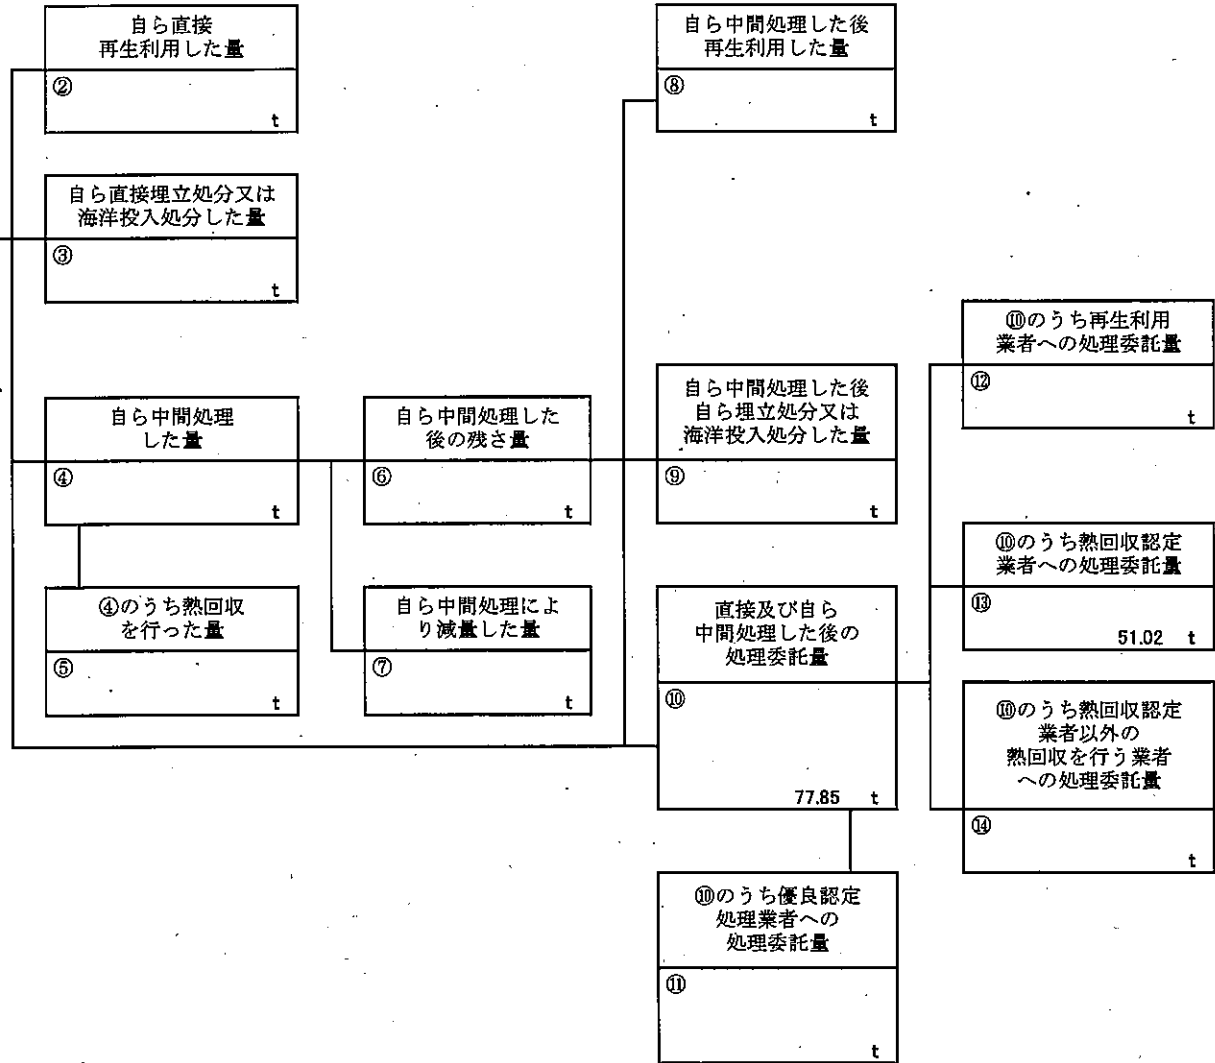 自ら直接
再生利用した量
②
t
自ら直接埋立処分又は
海洋投入処分した量
③
t
自ら中間処理
した量
④
t
④のうち熱回収
を行った量
⑤
t
自ら中間処理した
後の残さ量
⑥
t
自ら中間処理によ
り減量した量
⑦
t
自ら中間処理した後
再生利用した量
⑧
t
自ら中間処理した後
自ら埋立処分又は
海洋投入処分した量
⑨
t
直接及び自ら
中間処理した後の
処理委託量
⑩
77.85 t
⑩のうち優良認定
処理業者への
処理委託量
⑪
t
⑩のうち再生利用
業者への処理委託量
⑫
t
⑩のうち熱回収認定
業者への処理委託量
⑬
51.02 t
⑩のうち熱回収認定
業者以外の
熱回収を行う業者
への処理委託量
⑭
t